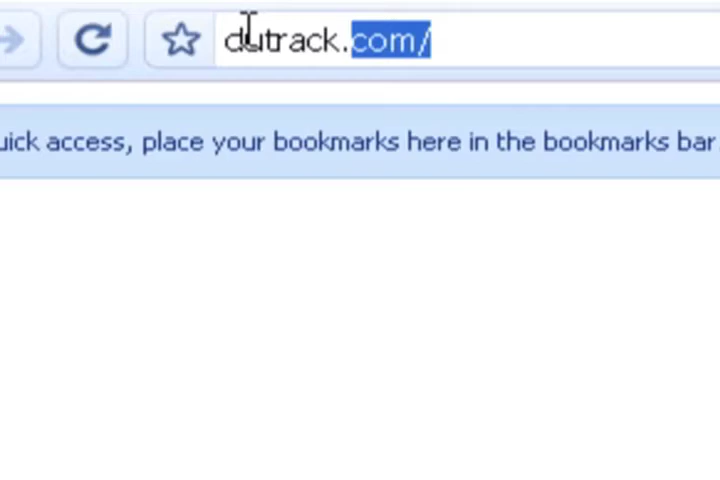 dutrack.com/
uick access, place your bookmarks here in the bookmarks bar.